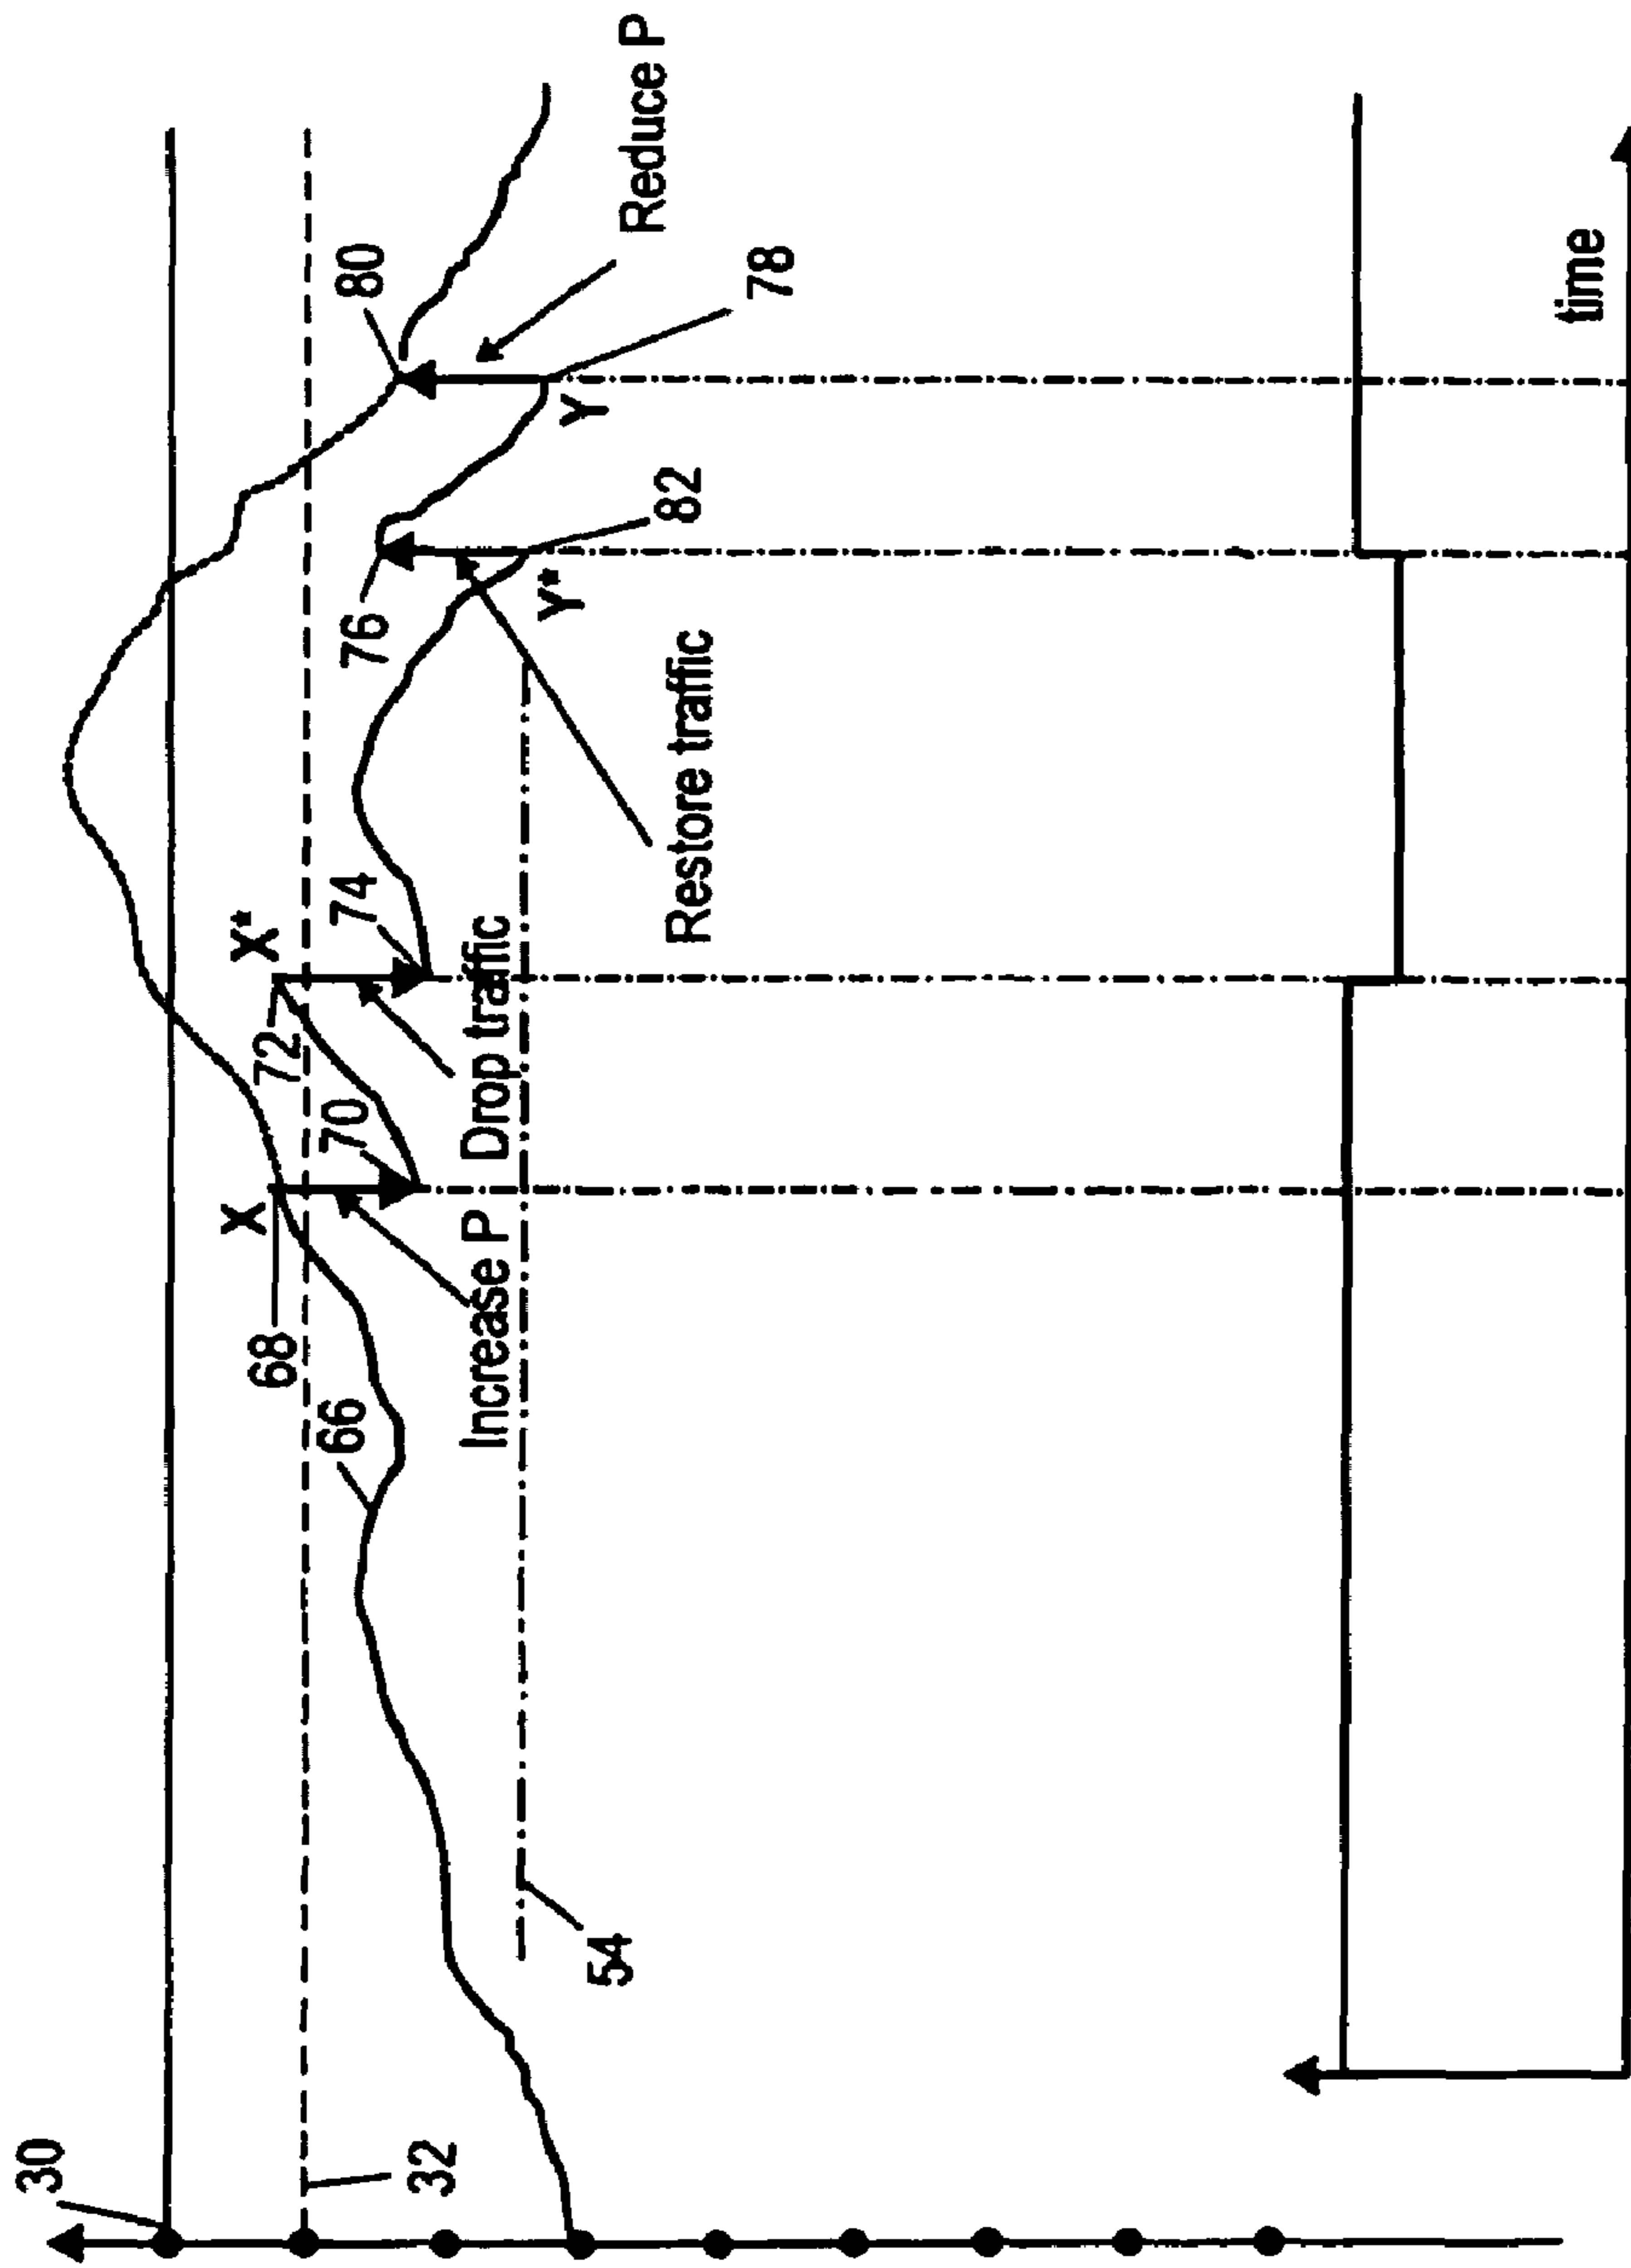 30
X
X*
68
72
66
70
74
76
80
32
Increase P
Drop traffic
Y*
Y
54
Reduce P
82
Restore traffic
78
time